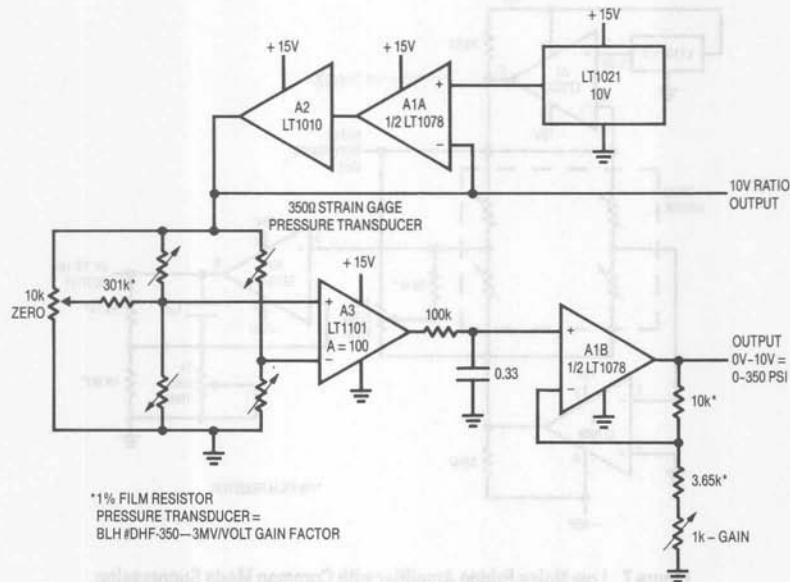 + 15V
+ 15V
+ 15V
LT1021
10V
A2
LT1010
A1A
1/2 LT1078
+
−
10V RATIO
OUTPUT
350Ω STRAIN GAGE
PRESSURE TRANSDUCER
+ 15V
301k*
10k
ZERO
+
A3
LT1101
A = 100
−
100k
0.33
+
A1B
1/2 LT1078
−
OUTPUT
0V–10V =
0–350 PSI
10k*
3.65k*
1k – GAIN
*1% FILM RESISTOR
PRESSURE TRANSDUCER =
BLH #DHF-350—3MV/VOLT GAIN FACTOR